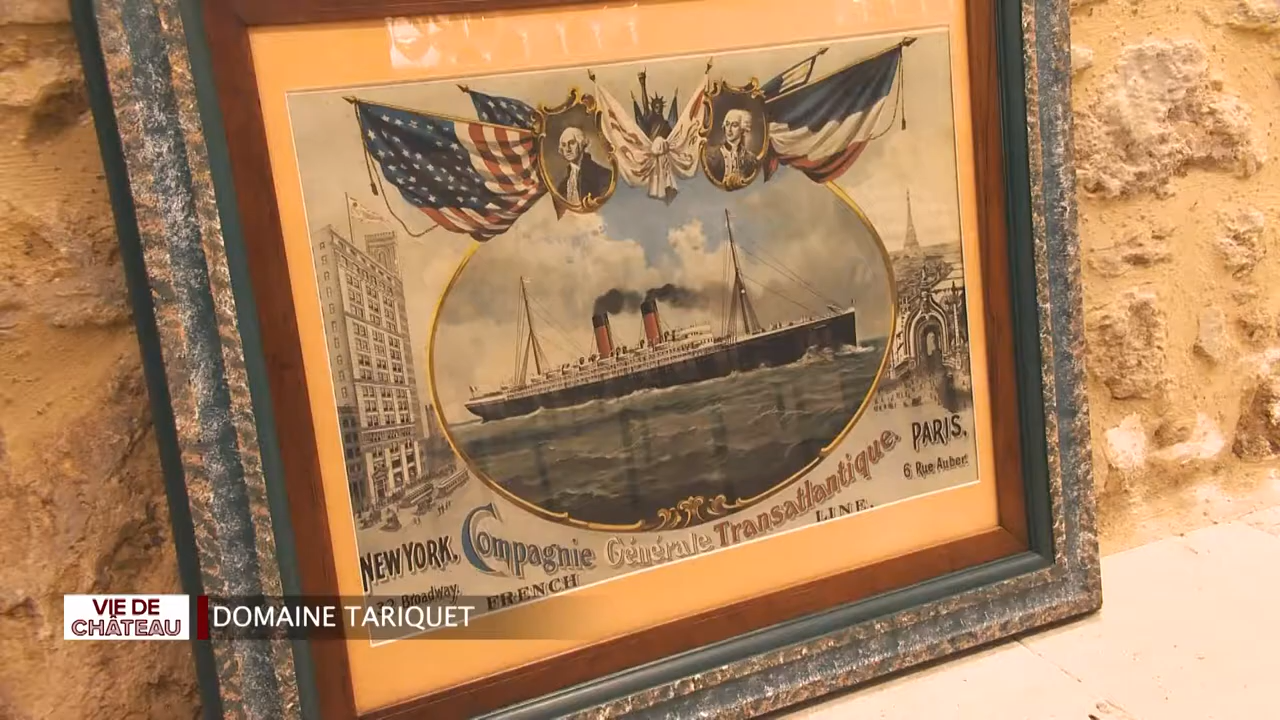 NEW YORK.
Broadway.
Compagnie Générale Transatlantique.
FRENCH LINE.
PARIS.
6 Rue Auber.
VIE DE
CHÂTEAU
DOMAINE TARIQUET